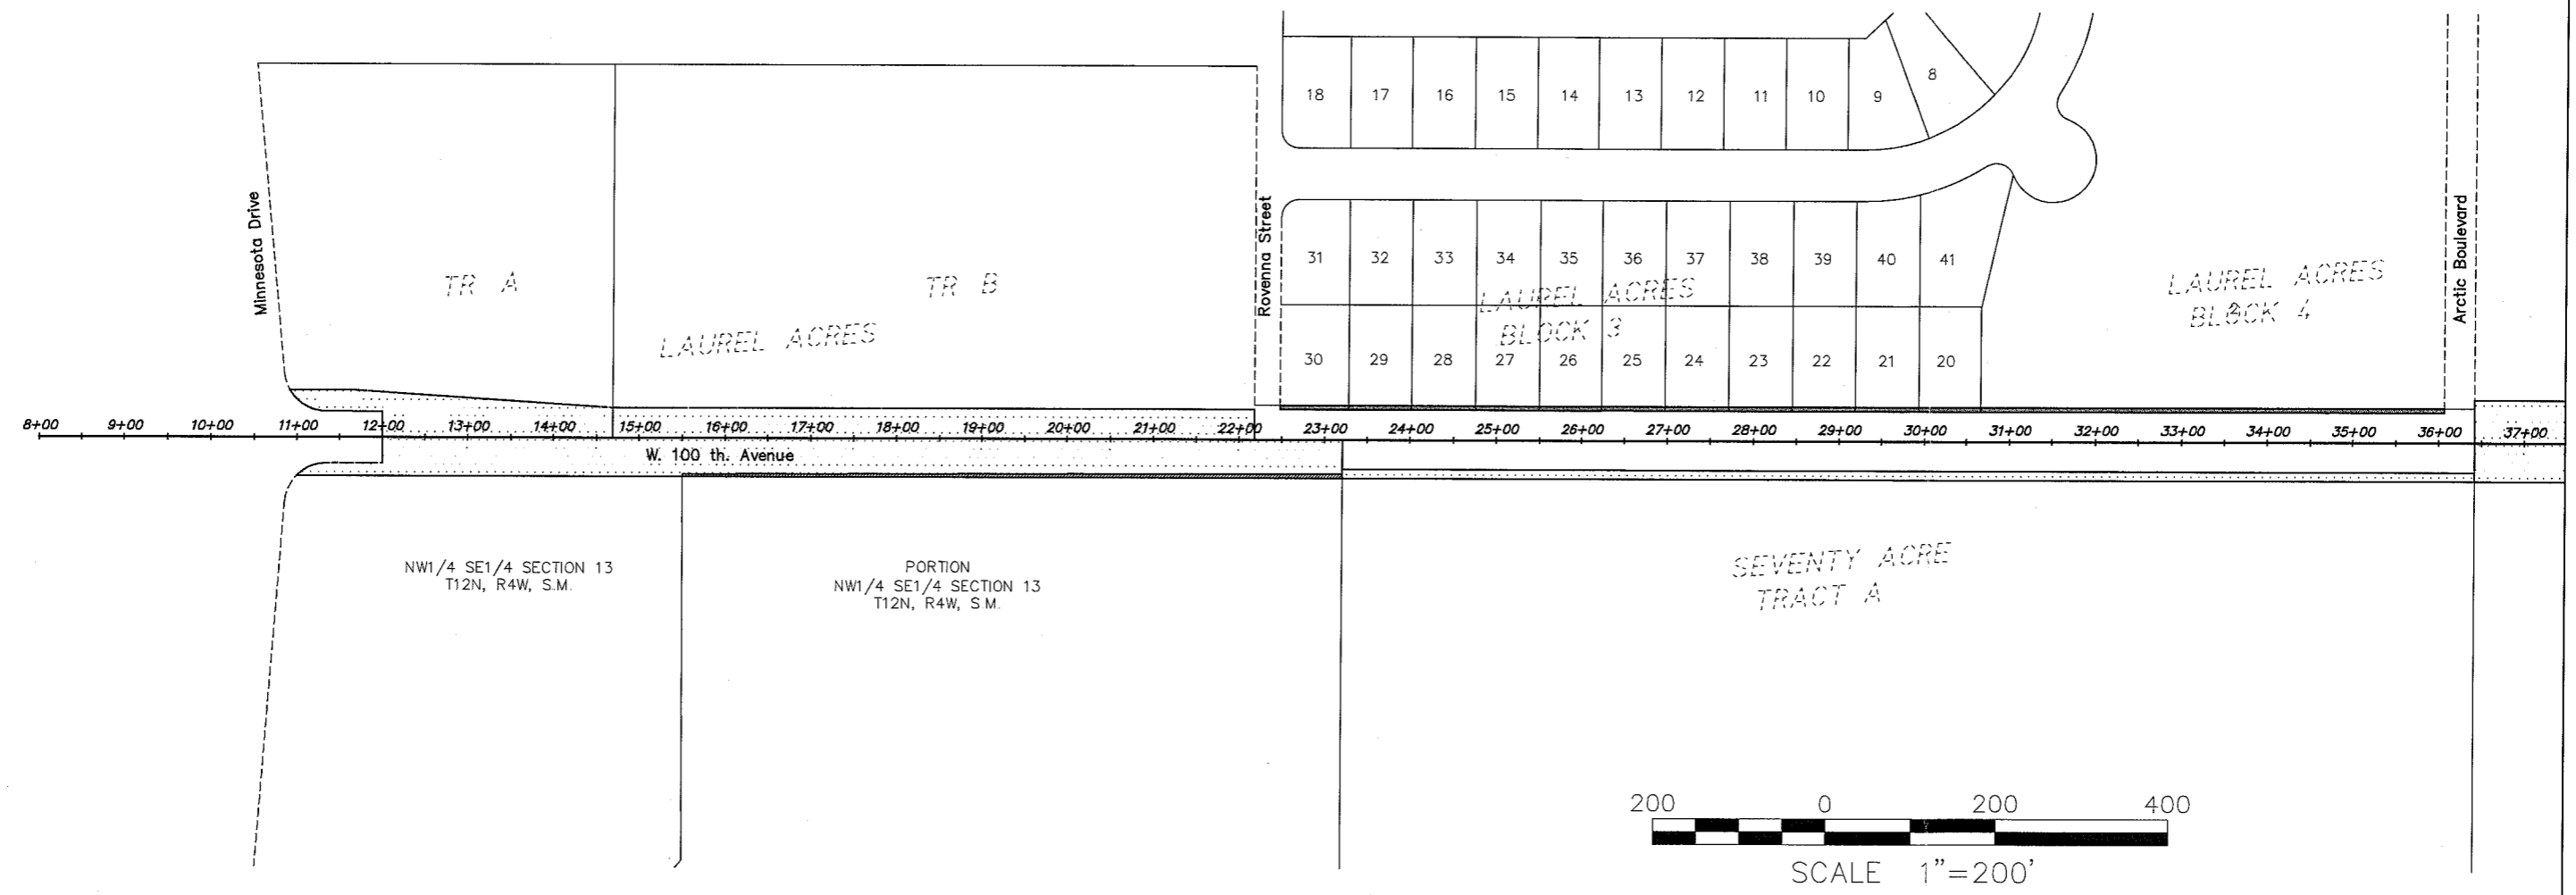 18 17 16 15 14 13 12 11 10 9 8
Minnesota Drive
Rovenna Street
Arctic Boulevard
31 32 33 34 35 36 37 38 39 40 41
TR A
TR B
LAUREL ACRES
LAUREL ACRES
BLOCK 3
LAUREL ACRES
BLOCK 4
2
30 29 28 27 26 25 24 23 22 21 20
8+00 9+00 10+00 11+00 12+00 13+00 14+00 15+00 16+00 17+00 18+00 19+00 20+00 21+00 22+00 23+00 24+00 25+00 26+00 27+00 28+00 29+00 30+00 31+00 32+00 33+00 34+00 35+00 36+00 37+00
W. 100 th. Avenue
NW1/4 SE1/4 SECTION 13
T12N, R4W, S.M.
PORTION
NW1/4 SE1/4 SECTION 13
T12N, R4W, S.M.
SEVENTY ACRE
TRACT A
200 0 200 400
SCALE 1"=200'